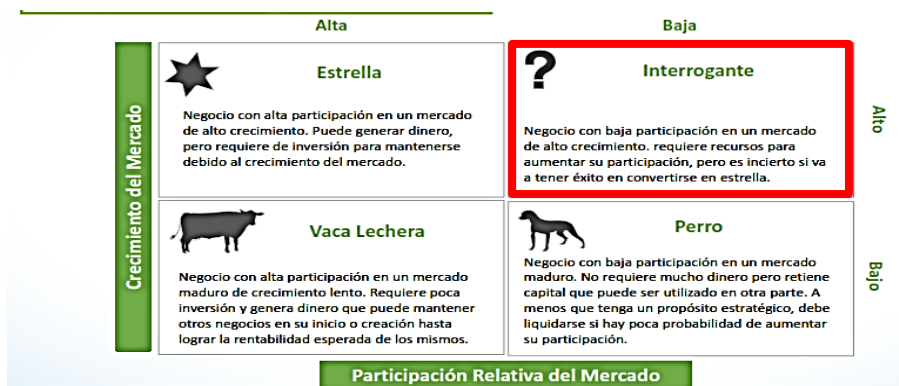 Alta
Baja
Estrella
Negocio con alta participación en un mercado
de alto crecimiento. Puede generar dinero,
pero requiere de inversión para mantenerse
debido al crecimiento del mercado.
?
Interrogante
Negocio con baja participación en un mercado
de alto crecimiento. requiere recursos para
aumentar su participación, pero es incierto si va
a tener éxito en convertirse en estrella.
Alto
Crecimiento del Mercado
Vaca Lechera
Negocio con alta participación en un mercado
maduro de crecimiento lento. Requiere poca
inversión y genera dinero que puede mantener
otros negocios en su inicio o creación hasta
lograr la rentabilidad esperada de los mismos.
Perro
Negocio con baja participación en un mercado
maduro. No requiere mucho dinero pero retiene
capital que puede ser utilizado en otra parte. A
menos que tenga un propósito estratégico, debe
liquidarse si hay poca probabilidad de aumentar
su participación.
Bajo
Participación Relativa del Mercado